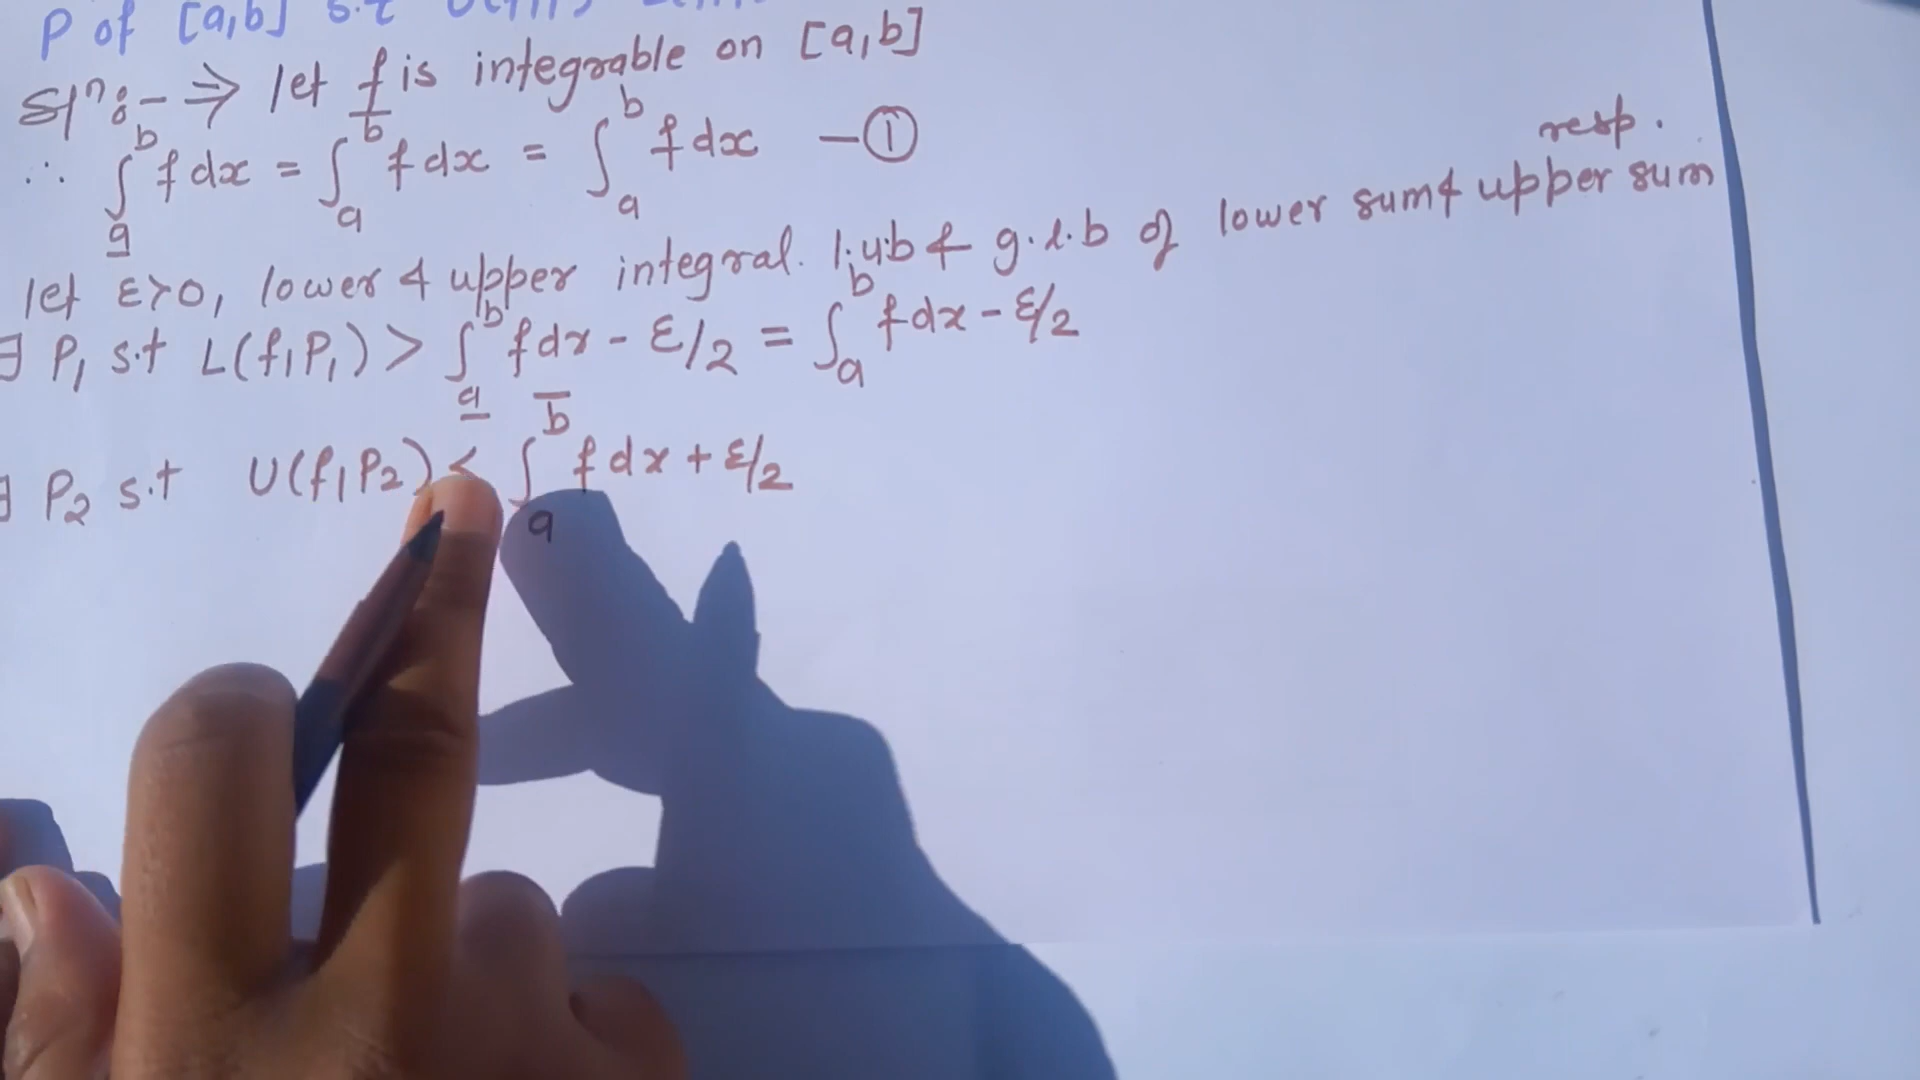 P of [a,b] s.t
Sol^n:- ⇒ let f is integrable on [a,b]
∴ ∫_a̲^b f dx = ∫_a^b̅ f dx = ∫_a^b f dx —①
resp.
let ε>0, lower & upper integral. l.u.b & g.l.b of lower sum & upper sum
∃ P₁ s.t L(f,P₁) > ∫_a̲^b f dx - ε/2 = ∫_a^b f dx - ε/2
∃ P₂ s.t U(f,P₂) < ∫_a^b̅ f dx + ε/2